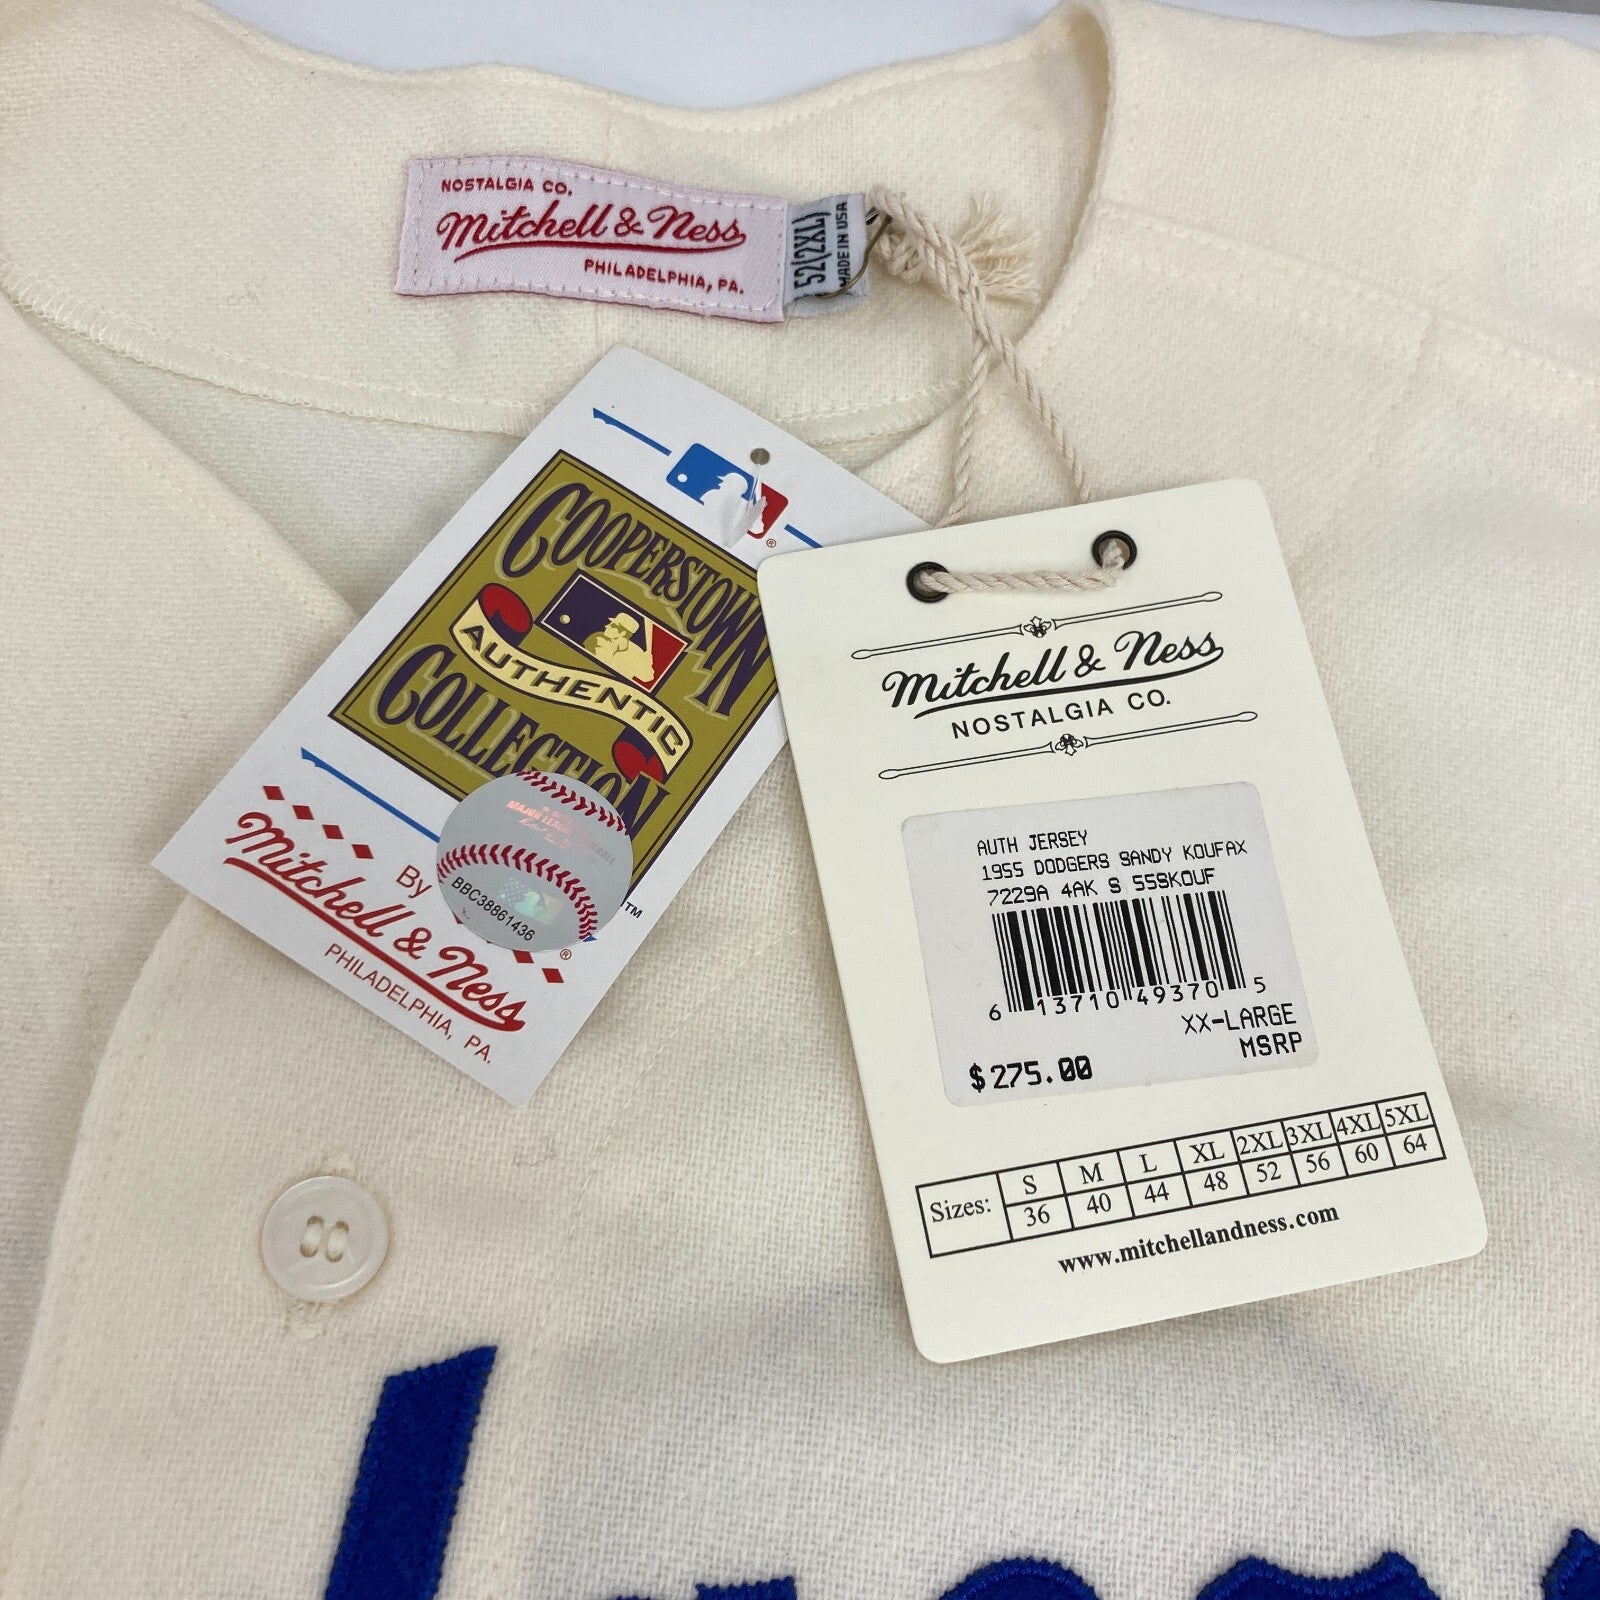 NOSTALGIA CO.
Mitchell & Ness
PHILADELPHIA, PA.
52(2XL)
MADE IN USA
COOPERSTOWN
AUTHENTIC
COLLECTION
MAJOR LEAGUE BASEBALL
BBC38861436
By
Mitchell & Ness ®
PHILADELPHIA, PA.
Mitchell & Ness
NOSTALGIA CO.
AUTH JERSEY
1955 DODGERS SANDY KOUFAX
7229A 4AK S 55SKOUF
6 13710 49370 5
XX-LARGE
MSRP
$275.00
Sizes: S M L XL 2XL 3XL 4XL 5XL
36 40 44 48 52 56 60 64
www.mitchellandness.com